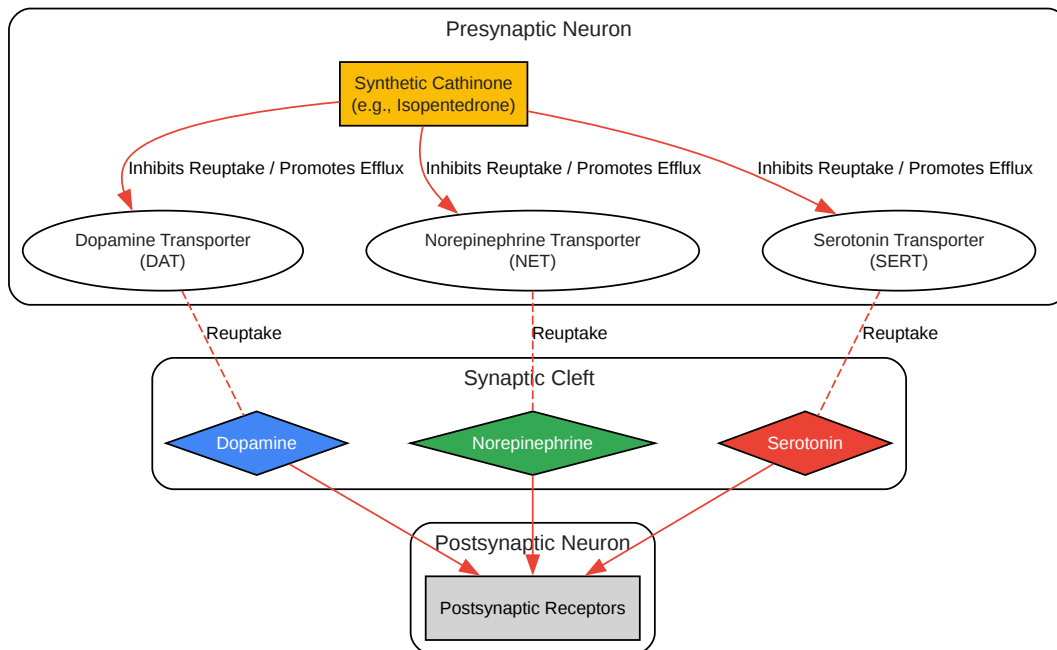 Presynaptic Neuron
Synthetic Cathinone
(e.g., Isopentedrone)
Inhibits Reuptake / Promotes Efflux
Inhibits Reuptake / Promotes Efflux
Inhibits Reuptake / Promotes Efflux
Dopamine Transporter
(DAT)
Norepinephrine Transporter
(NET)
Serotonin Transporter
(SERT)
Reuptake
Reuptake
Reuptake
Synaptic Cleft
Dopamine
Norepinephrine
Serotonin
Postsynaptic Neuron
Postsynaptic Receptors